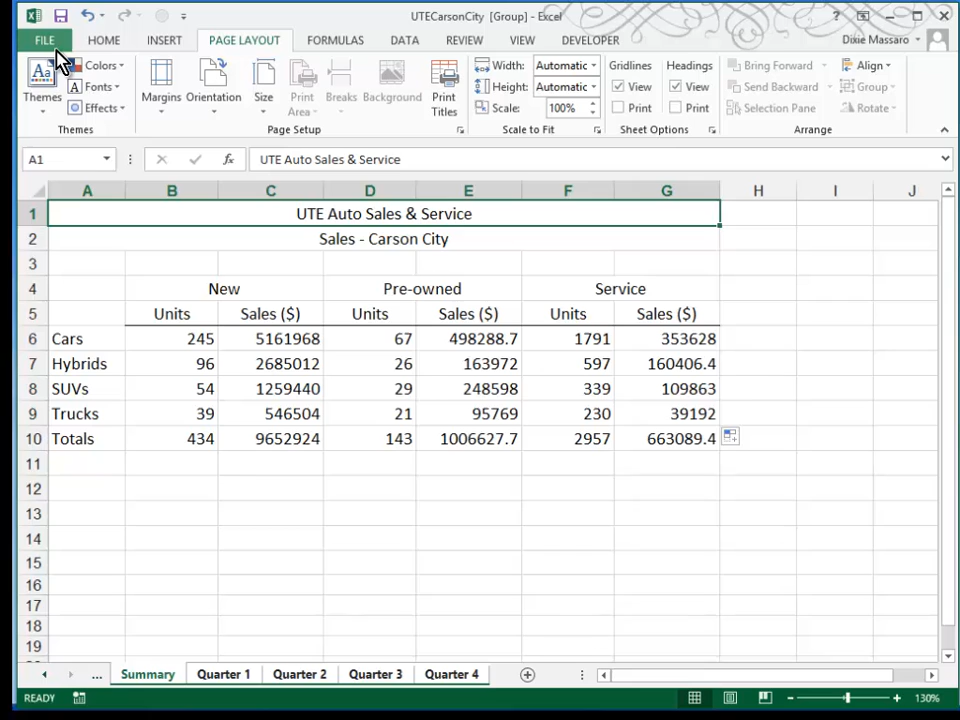 UTECarsonCity [Group] - Excel
?
FILE HOME INSERT PAGE LAYOUT FORMULAS DATA REVIEW VIEW DEVELOPER Dixie Massaro
Aa Colors Width: Automatic Gridlines Headings Bring Forward Align
A Fonts Height: Automatic View View Send Backward Group
Themes Effects Margins Orientation Size Print Area Breaks Background Print Titles Scale: 100% Print Print Selection Pane Rotate
Themes Page Setup Scale to Fit Sheet Options Arrange
A1 fx UTE Auto Sales & Service
A B C D E F G H I J
1 UTE Auto Sales & Service
2 Sales - Carson City
3
4 New Pre-owned Service
5 Units Sales ($) Units Sales ($) Units Sales ($)
6 Cars 245 5161968 67 498288.7 1791 353628
7 Hybrids 96 2685012 26 163972 597 160406.4
8 SUVs 54 1259440 29 248598 339 109863
9 Trucks 39 546504 21 95769 230 39192
10 Totals 434 9652924 143 1006627.7 2957 663089.4
11
12
13
14
15
16
17
18
19
... Summary Quarter 1 Quarter 2 Quarter 3 Quarter 4
READY 130%